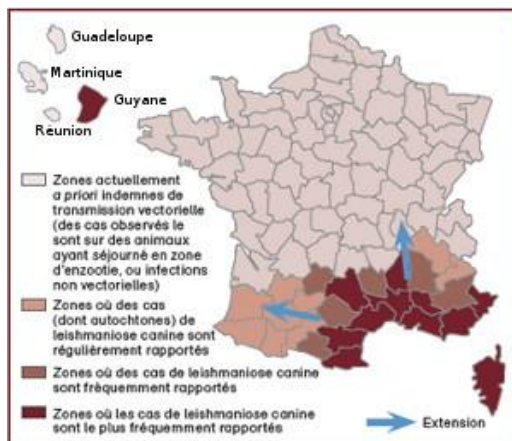 Guadeloupe
Martinique
Guyane
Réunion
Zones actuellement
a priori indemnes de
transmission vectorielle
(des cas observés le
sont sur des animaux
ayant séjourné en zone
d'enzootie, ou infections
non vectorielles)
Zones où des cas
(dont autochtones) de
leishmaniose canine sont
régulièrement rapportés
Zones où des cas de leishmaniose canine
sont fréquemment rapportés
Zones où les cas de leishmaniose canine
sont le plus fréquemment rapportés
Extension